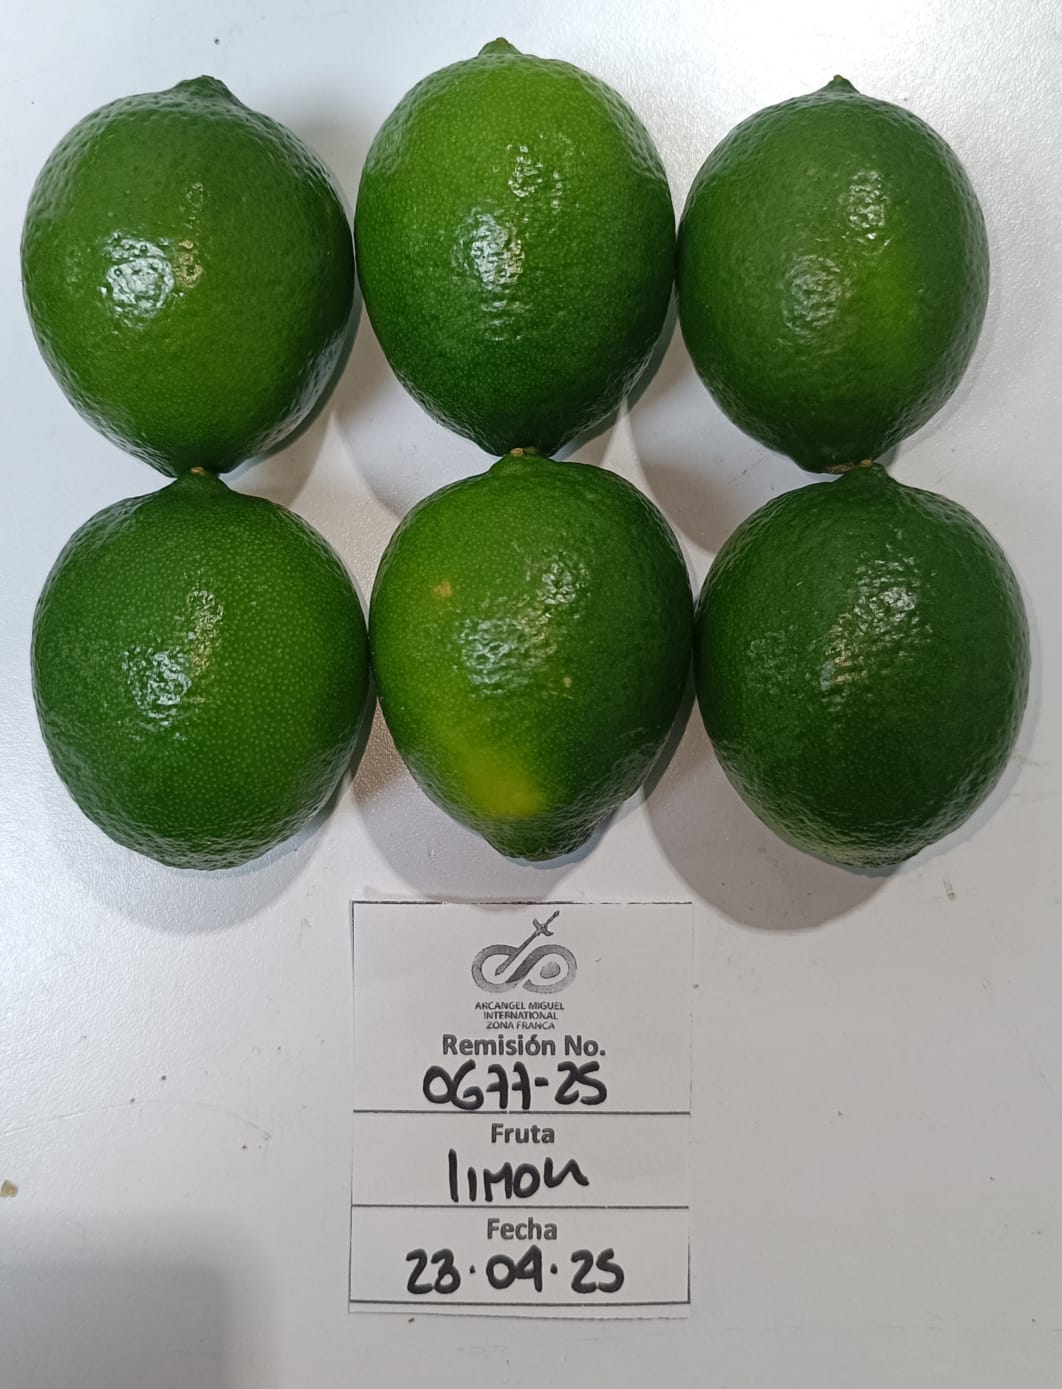 ARCANGEL MIGUEL
INTERNATIONAL
ZONA FRANCA
Remisión No.
0677-25
Fruta
limon
Fecha
23.04.25